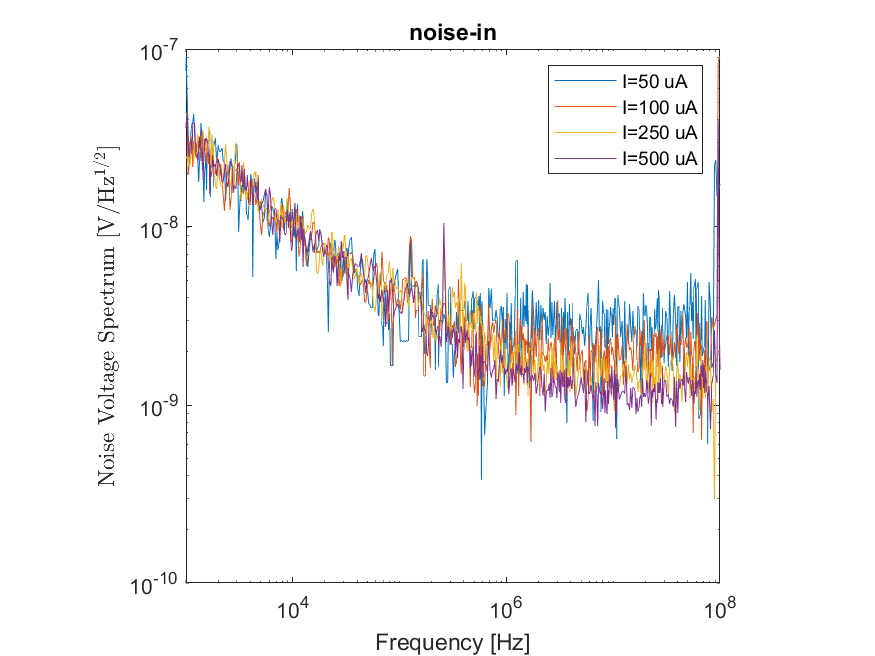 noise-in
10^-7
I=50 uA
I=100 uA
I=250 uA
I=500 uA
10^-8
10^-9
10^-10
Noise Voltage Spectrum [V/Hz^1/2]
10^4
10^6
10^8
Frequency [Hz]